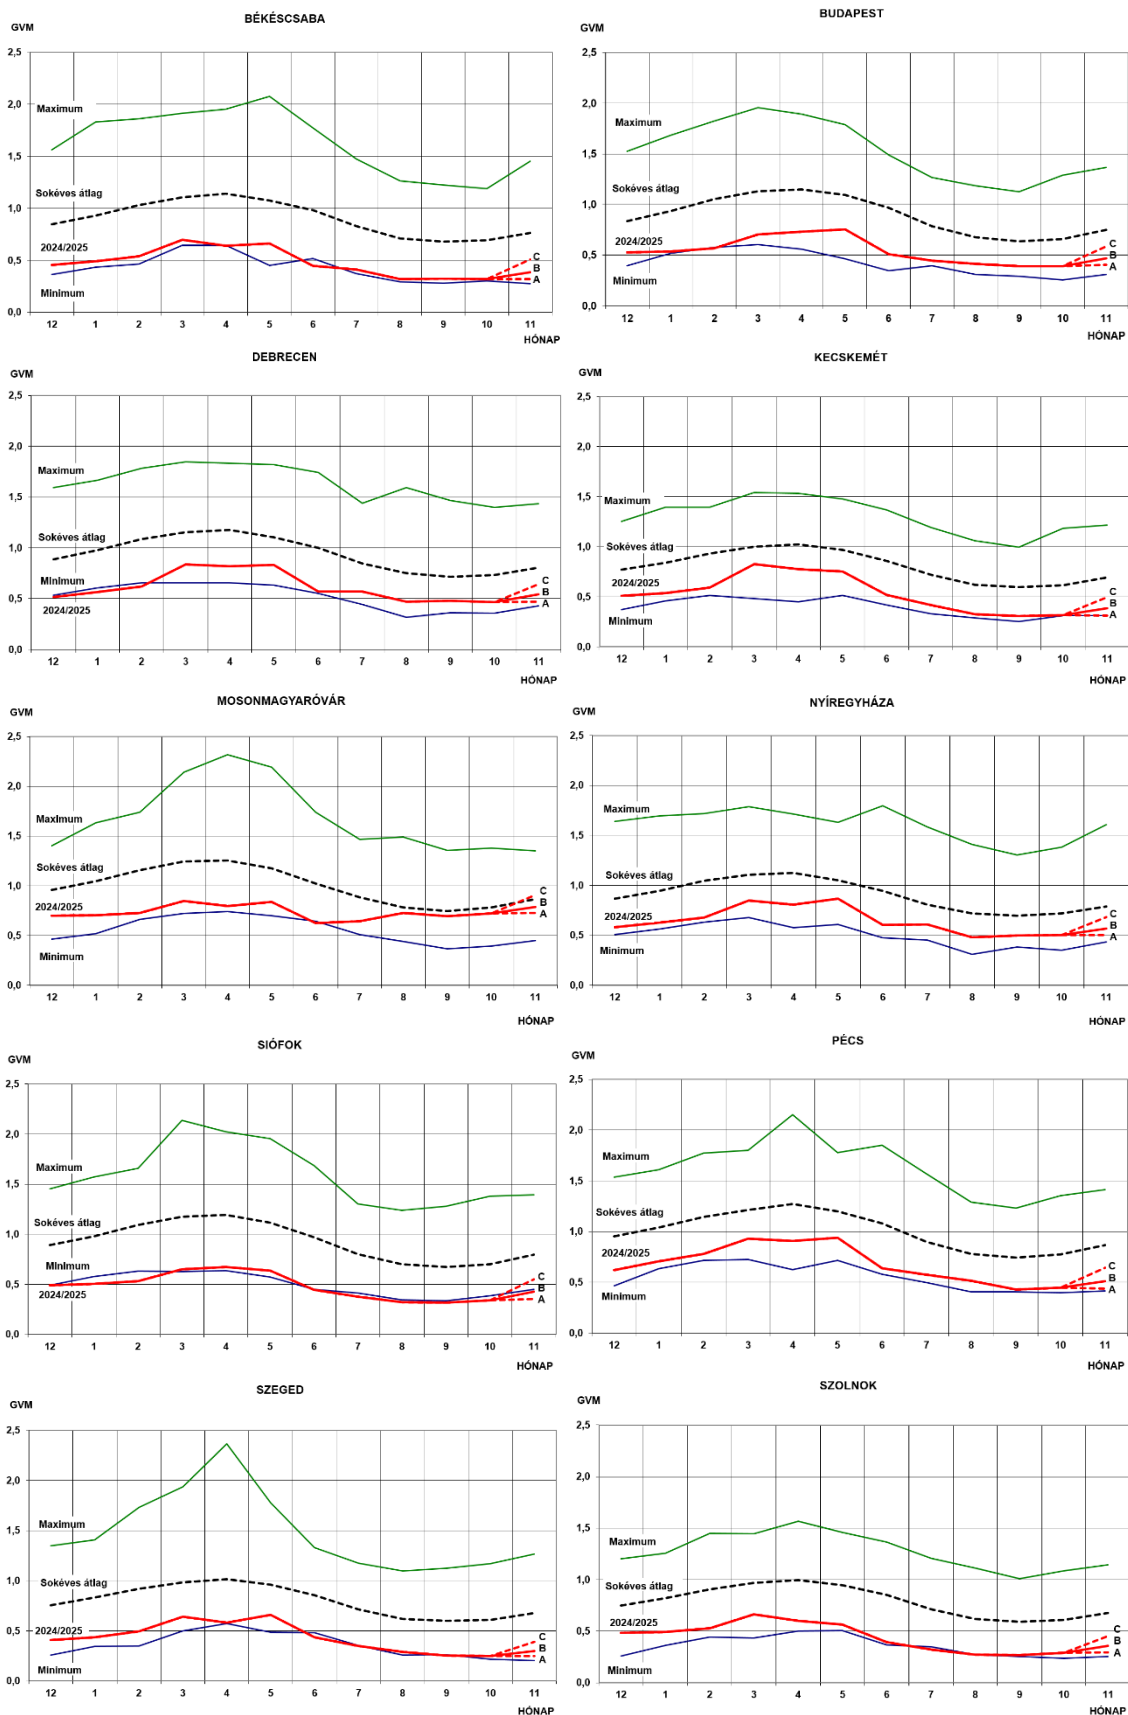 BÉKÉSCSABA
GVM
2,5
2,0
1,5
1,0
0,5
0,0
Maximum
Sokéves átlag
2024/2025
Minimum
C
B
A
12 1 2 3 4 5 6 7 8 9 10 11
HÓNAP
BUDAPEST
GVM
2,5
2,0
1,5
1,0
0,5
0,0
Maximum
Sokéves átlag
2024/2025
Minimum
C
B
A
12 1 2 3 4 5 6 7 8 9 10 11
HÓNAP
DEBRECEN
GVM
2,5
2,0
1,5
1,0
0,5
0,0
Maximum
Sokéves átlag
Minimum
2024/2025
C
B
A
12 1 2 3 4 5 6 7 8 9 10 11
HÓNAP
KECSKEMÉT
GVM
2,5
2,0
1,5
1,0
0,5
0,0
Maximum
Sokéves átlag
2024/2025
Minimum
C
B
A
12 1 2 3 4 5 6 7 8 9 10 11
HÓNAP
MOSONMAGYARÓVÁR
GVM
2,5
2,0
1,5
1,0
0,5
0,0
Maximum
Sokéves átlag
2024/2025
Minimum
C
B
A
12 1 2 3 4 5 6 7 8 9 10 11
HÓNAP
NYÍREGYHÁZA
GVM
2,5
2,0
1,5
1,0
0,5
0,0
Maximum
Sokéves átlag
2024/2025
Minimum
C
B
A
12 1 2 3 4 5 6 7 8 9 10 11
HÓNAP
SIÓFOK
GVM
2,5
2,0
1,5
1,0
0,5
0,0
Maximum
Sokéves átlag
Minimum
2024/2025
C
B
A
12 1 2 3 4 5 6 7 8 9 10 11
HÓNAP
PÉCS
GVM
2,5
2,0
1,5
1,0
0,5
0,0
Maximum
Sokéves átlag
2024/2025
Minimum
C
B
A
12 1 2 3 4 5 6 7 8 9 10 11
HÓNAP
SZEGED
GVM
2,5
2,0
1,5
1,0
0,5
0,0
Maximum
Sokéves átlag
2024/2025
Minimum
C
B
A
12 1 2 3 4 5 6 7 8 9 10 11
HÓNAP
SZOLNOK
GVM
2,5
2,0
1,5
1,0
0,5
0,0
Maximum
Sokéves átlag
2024/2025
Minimum
C
B
A
12 1 2 3 4 5 6 7 8 9 10 11
HÓNAP